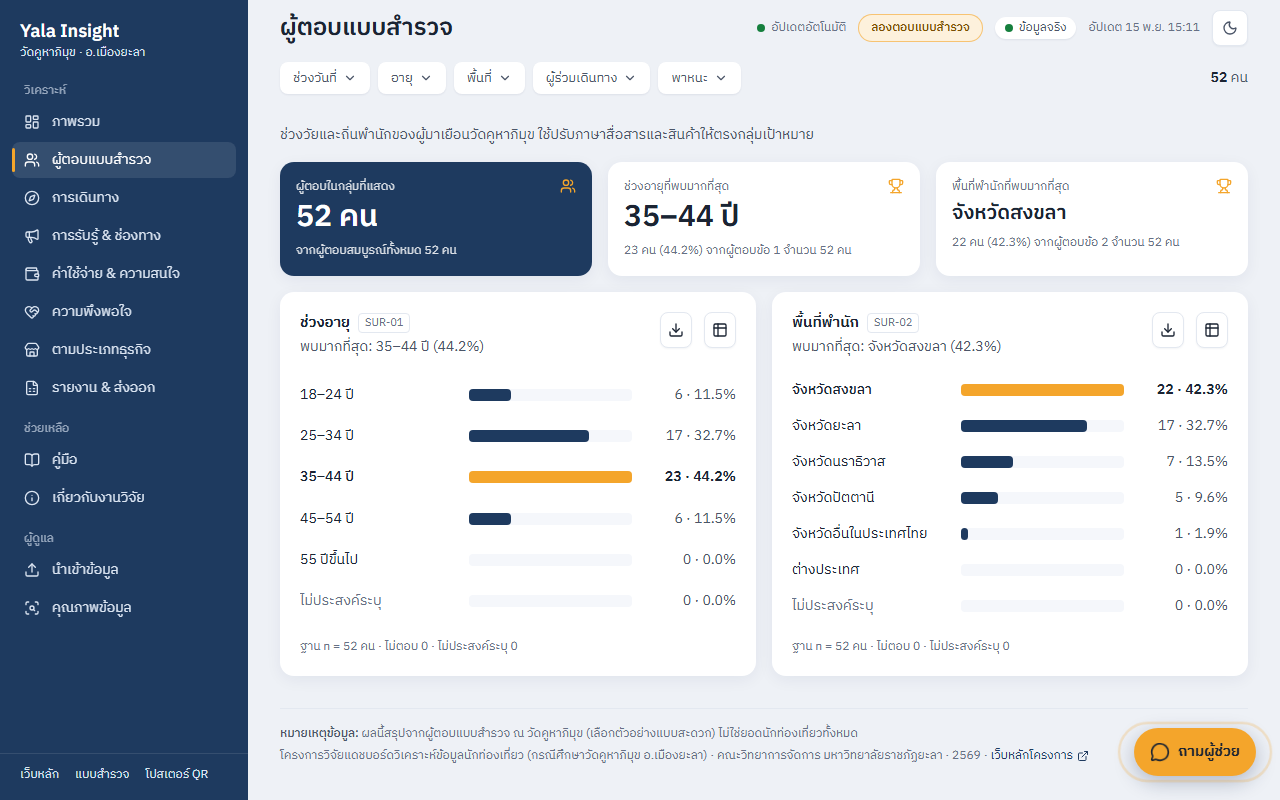 Yala Insight
วัดคูหาภิมุข · อ.เมืองยะลา
วิเคราะห์
ภาพรวม
ผู้ตอบแบบสำรวจ
การเดินทาง
การรับรู้ & ช่องทาง
ค่าใช้จ่าย & ความสนใจ
ความพึงพอใจ
ตามประเภทธุรกิจ
รายงาน & ส่งออก
ช่วยเหลือ
คู่มือ
เกี่ยวกับงานวิจัย
ผู้ดูแล
นำเข้าข้อมูล
คุณภาพข้อมูล
เว็บหลัก แบบสำรวจ โปสเตอร์ QR
ผู้ตอบแบบสำรวจ
อัปเดตอัตโนมัติ ลองตอบแบบสำรวจ ข้อมูลจริง อัปเดต 15 พ.ย. 15:11
ช่วงวันที่ อายุ พื้นที่ ผู้ร่วมเดินทาง พาหนะ 52 คน
ช่วงวัยและถิ่นพำนักของผู้มาเยือนวัดคูหาภิมุข ใช้ปรับภาษาสื่อสารและสินค้าให้ตรงกลุ่มเป้าหมาย
ผู้ตอบในกลุ่มที่แสดง
52 คน
จากผู้ตอบสมบูรณ์ทั้งหมด 52 คน
ช่วงอายุที่พบมากที่สุด
35–44 ปี
23 คน (44.2%) จากผู้ตอบข้อ 1 จำนวน 52 คน
พื้นที่พำนักที่พบมากที่สุด
จังหวัดสงขลา
22 คน (42.3%) จากผู้ตอบข้อ 2 จำนวน 52 คน
ช่วงอายุ SUR-01
พบมากที่สุด: 35–44 ปี (44.2%)
18–24 ปี 6 · 11.5%
25–34 ปี 17 · 32.7%
35–44 ปี 23 · 44.2%
45–54 ปี 6 · 11.5%
55 ปีขึ้นไป 0 · 0.0%
ไม่ประสงค์ระบุ 0 · 0.0%
ฐาน n = 52 คน · ไม่ตอบ 0 · ไม่ประสงค์ระบุ 0
พื้นที่พำนัก SUR-02
พบมากที่สุด: จังหวัดสงขลา (42.3%)
จังหวัดสงขลา 22 · 42.3%
จังหวัดยะลา 17 · 32.7%
จังหวัดนราธิวาส 7 · 13.5%
จังหวัดปัตตานี 5 · 9.6%
จังหวัดอื่นในประเทศไทย 1 · 1.9%
ต่างประเทศ 0 · 0.0%
ไม่ประสงค์ระบุ 0 · 0.0%
ฐาน n = 52 คน · ไม่ตอบ 0 · ไม่ประสงค์ระบุ 0
หมายเหตุข้อมูล: ผลนี้สรุปจากผู้ตอบแบบสำรวจ ณ วัดคูหาภิมุข (เลือกตัวอย่างแบบสะดวก) ไม่ใช่ยอดนักท่องเที่ยวทั้งหมด
โครงการวิจัยแดชบอร์ดวิเคราะห์ข้อมูลนักท่องเที่ยว (กรณีศึกษาวัดคูหาภิมุข อ.เมืองยะลา) · คณะวิทยาการจัดการ มหาวิทยาลัยราชภัฏยะลา · 2569 · เว็บหลักโครงการ
ถามผู้ช่วย